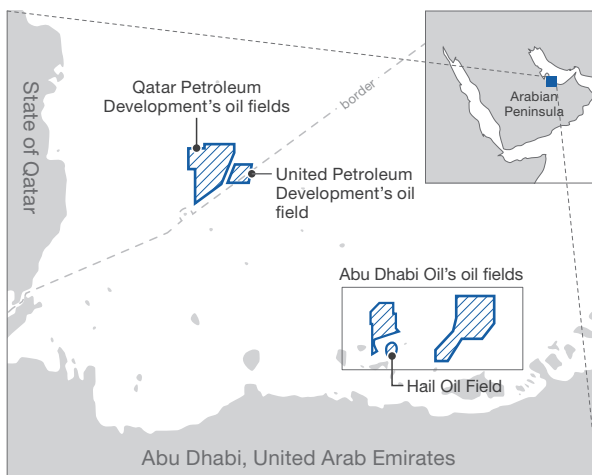 State of Qatar
Qatar Petroleum
Development's oil fields
border
Arabian
Peninsula
United Petroleum
Development's oil
field
Abu Dhabi Oil's oil fields
Hail Oil Field
Abu Dhabi, United Arab Emirates